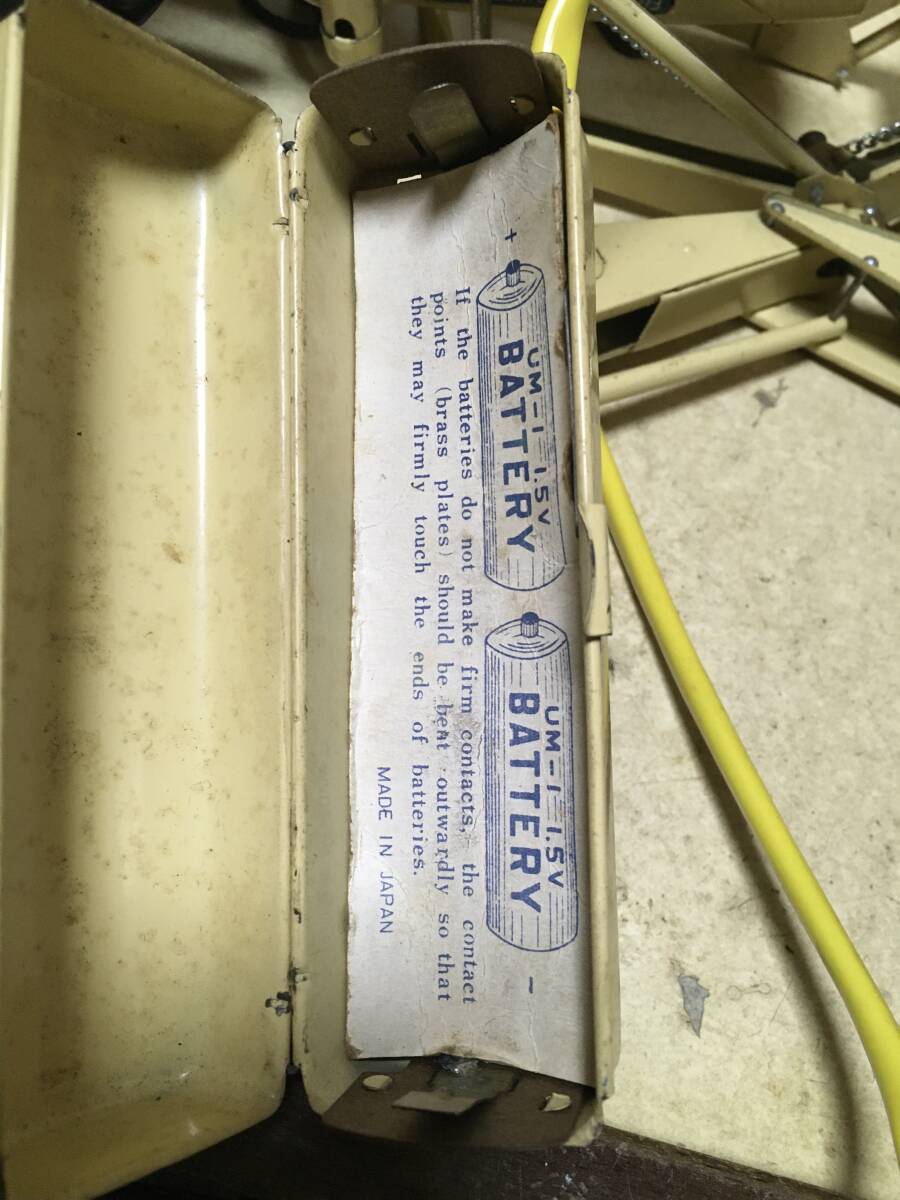 +
UM-1 1.5V
BATTERY
UM-1 1.5V
BATTERY
-
If the batteries do not make firm contacts, the contact
points (brass plates) should be bent outwardly so that
they may firmly touch the ends of batteries.
MADE IN JAPAN